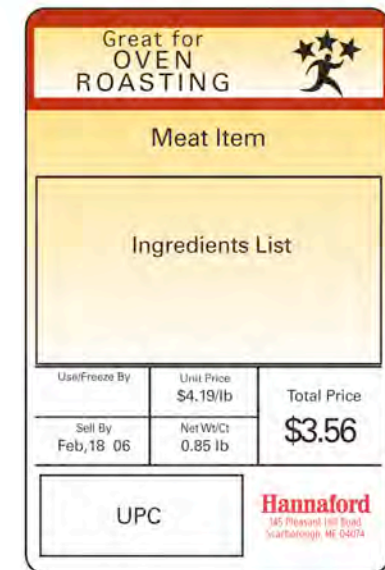 Great for
OVEN
ROASTING
Meat Item
Ingredients List
Use/Freeze By
Unit Price
$4.19/lb
Total Price
$3.56
Sell By
Feb,18 06
Net Wt/Ct
0.85 lb
UPC
Hannaford
145 Pleasant Hill Road
Scarborough, ME 04074